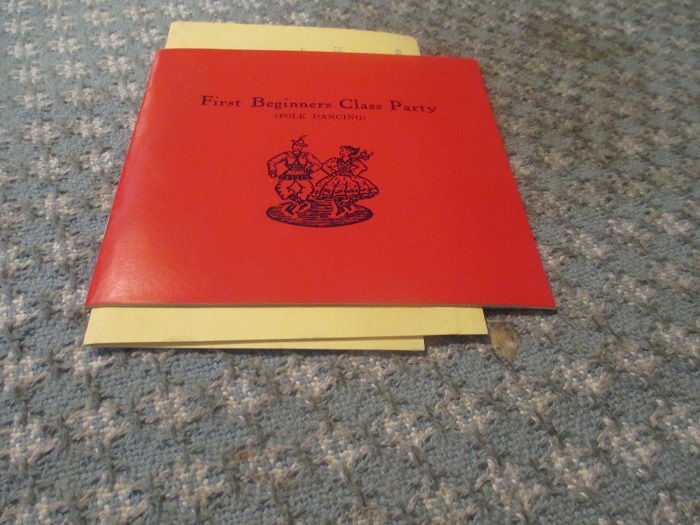 First Beginners Class Party
(FOLK DANCING)